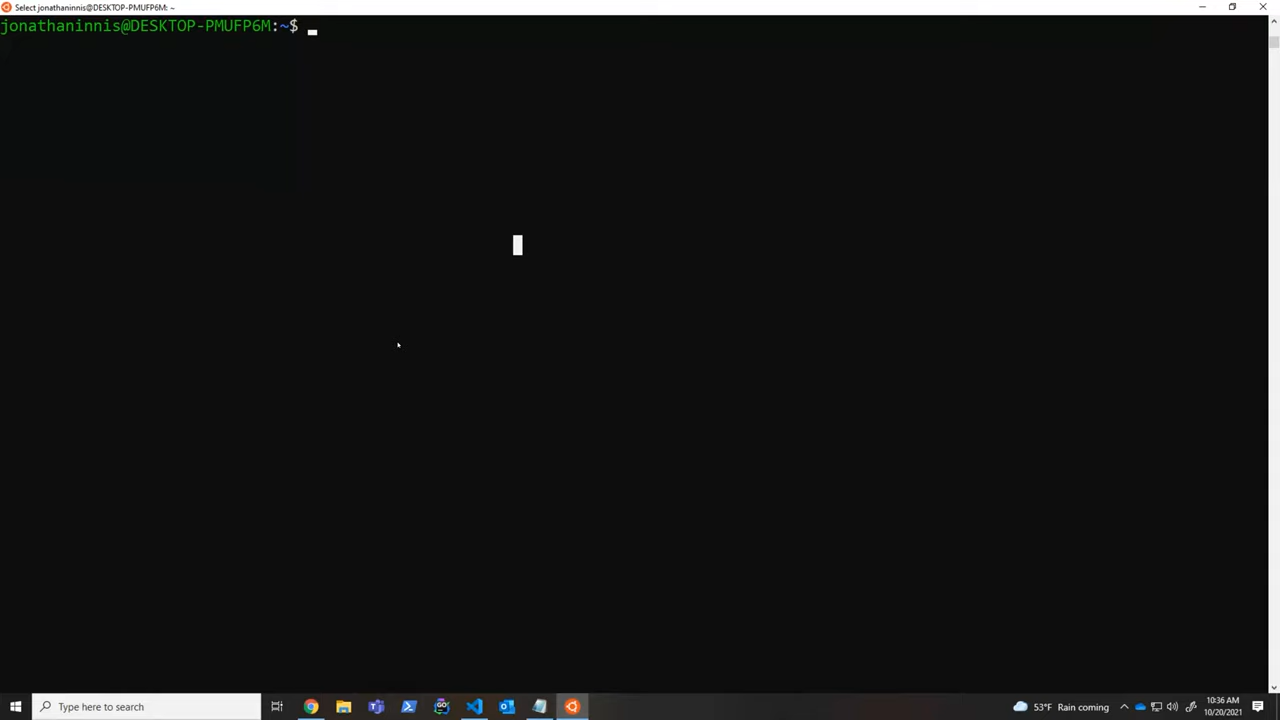 Select jonathaninnis@DESKTOP-PMUFP6M: ~
jonathaninnis@DESKTOP-PMUFP6M:~$
Type here to search
GO
53°F Rain coming
10:36 AM
10/20/2021